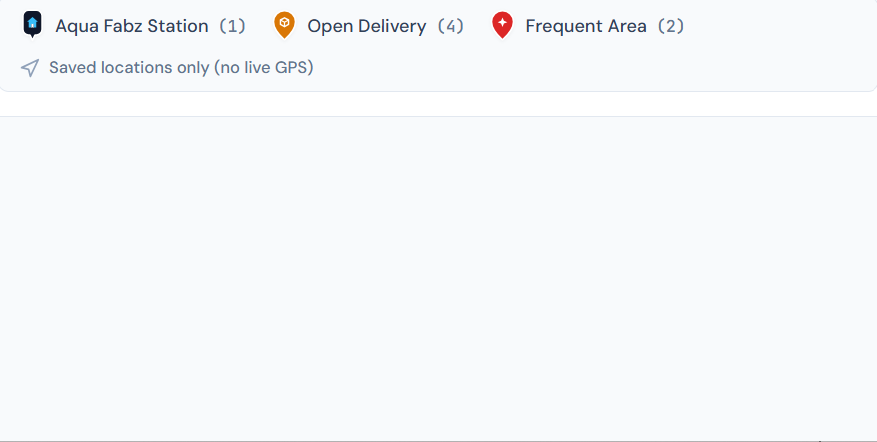 Aqua Fabz Station (1) Open Delivery (4) Frequent Area (2)
Saved locations only (no live GPS)